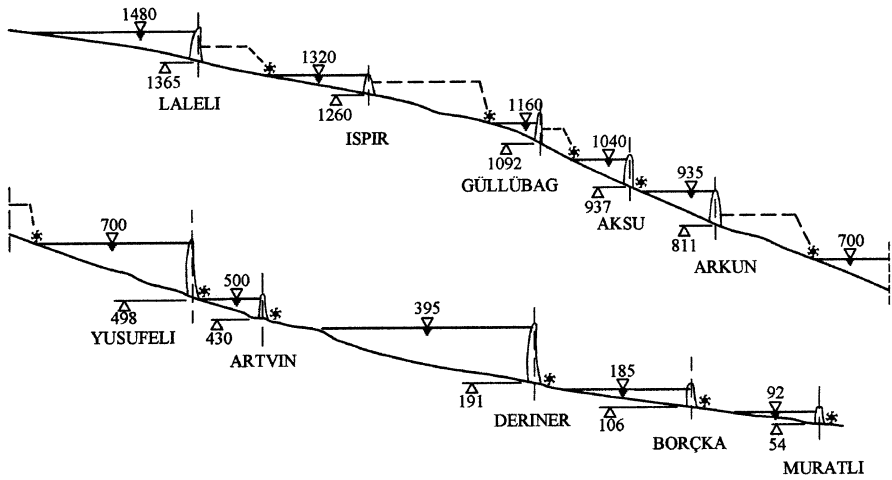 1480
1365
LALELI
1320
1260
ISPIR
1160
1092
GÜLLÜBAG
1040
937
AKSU
935
811
ARKUN
700
700
498
YUSUFELI
500
430
ARTVIN
395
191
DERINER
185
106
BORÇKA
92
54
MURATLI